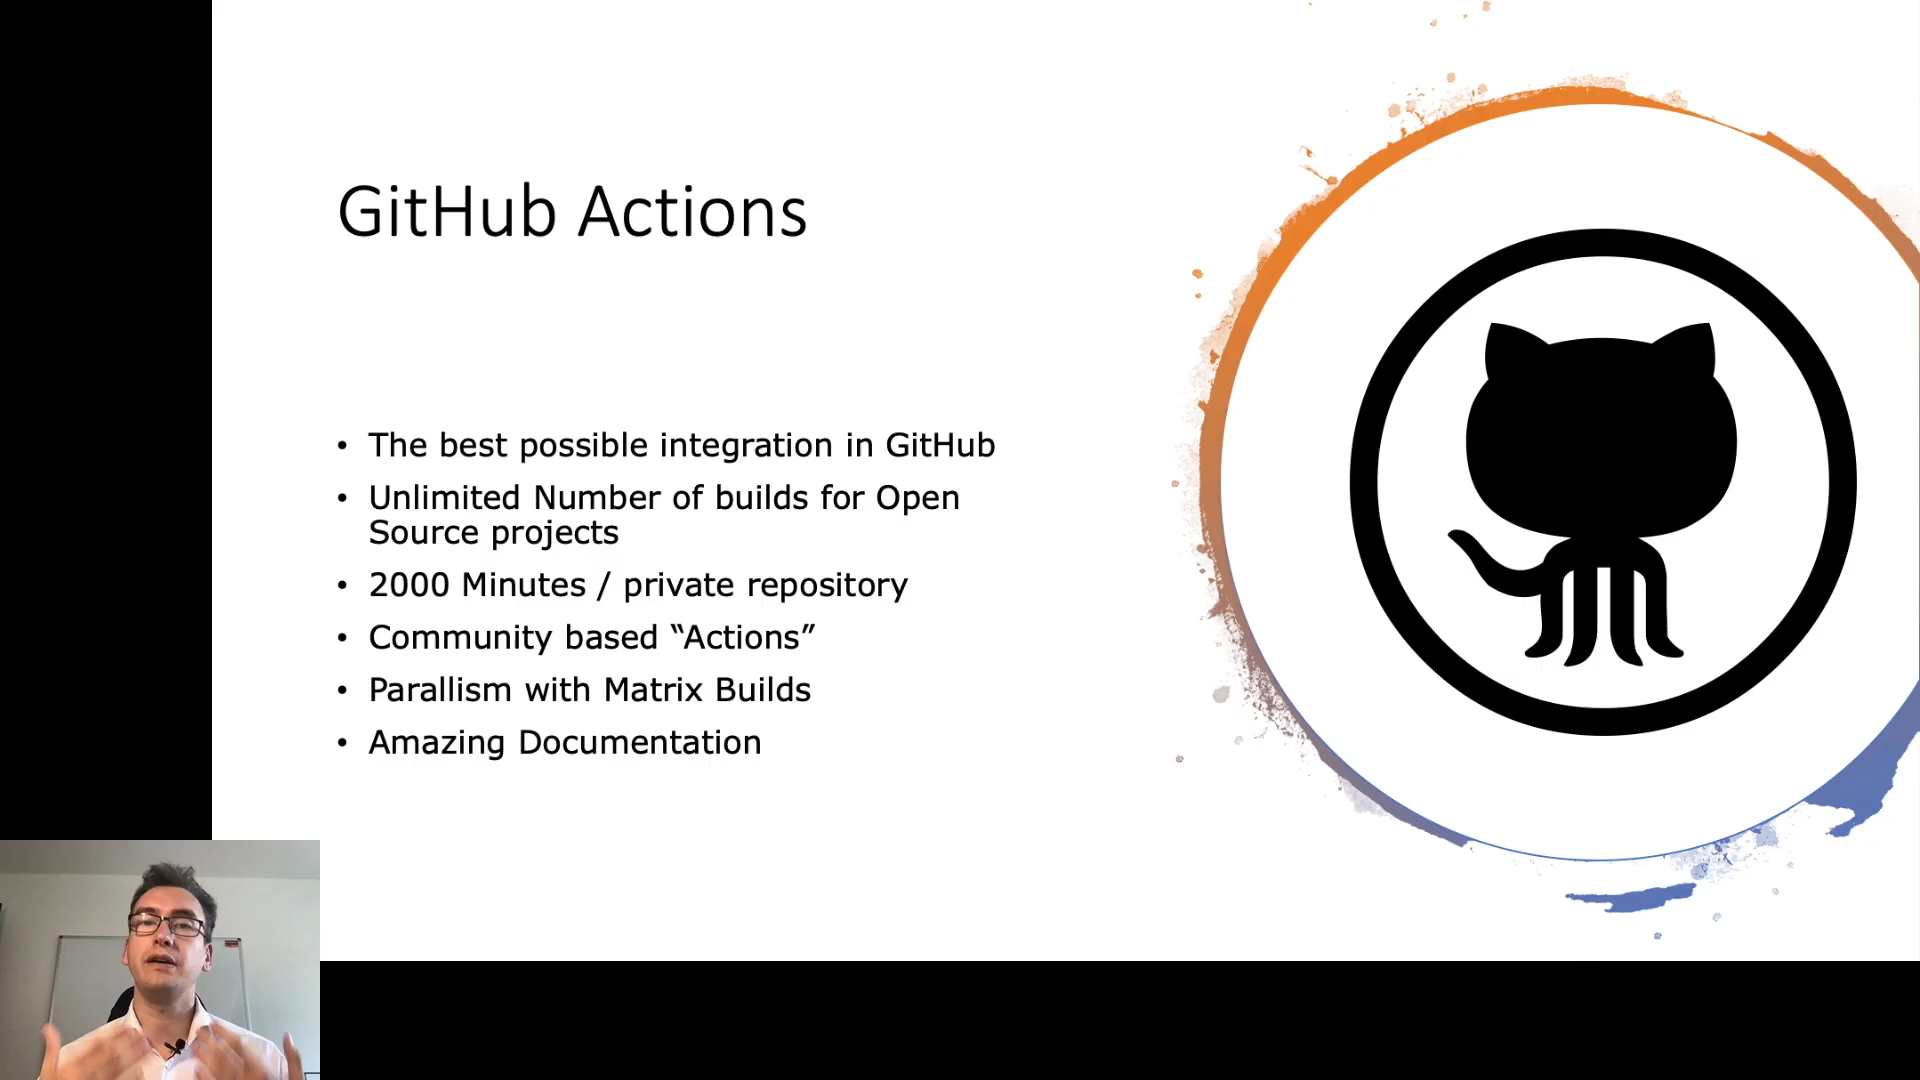 GitHub Actions
• The best possible integration in GitHub
• Unlimited Number of builds for Open
Source projects
• 2000 Minutes / private repository
• Community based “Actions”
• Parallism with Matrix Builds
• Amazing Documentation